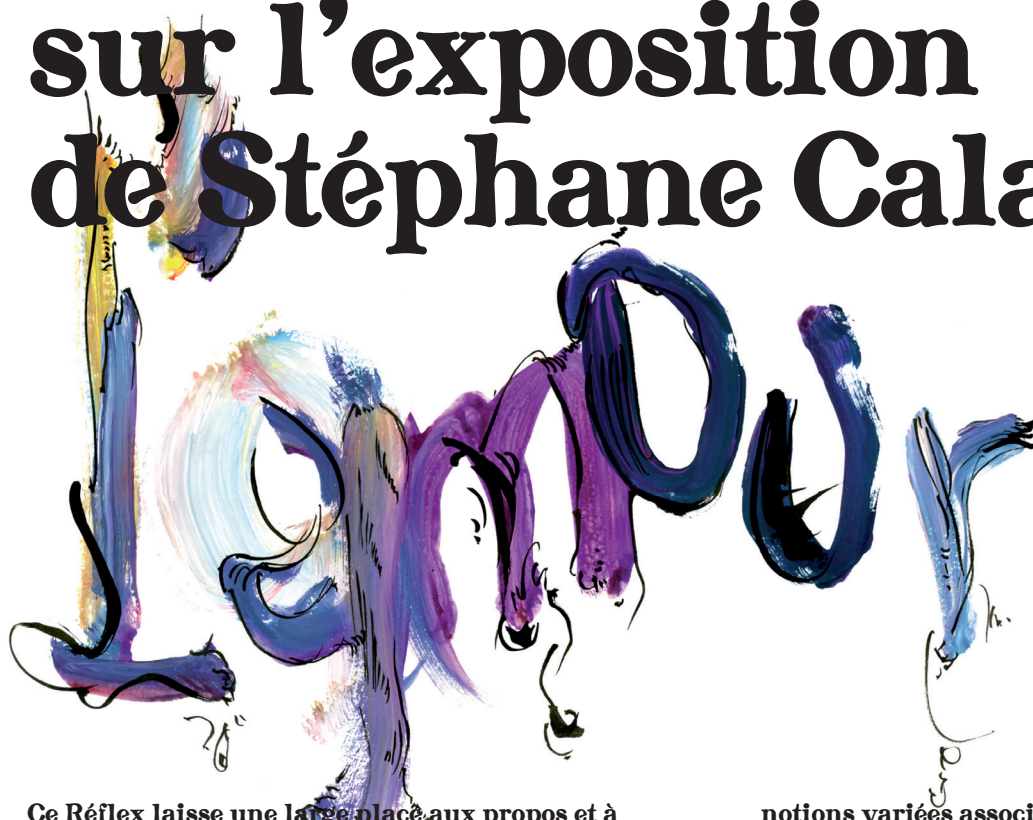 sur l’exposition
de Stéphane Cala
L'amour
Ce Réflex laisse une large place aux propos et à
notions variées associ